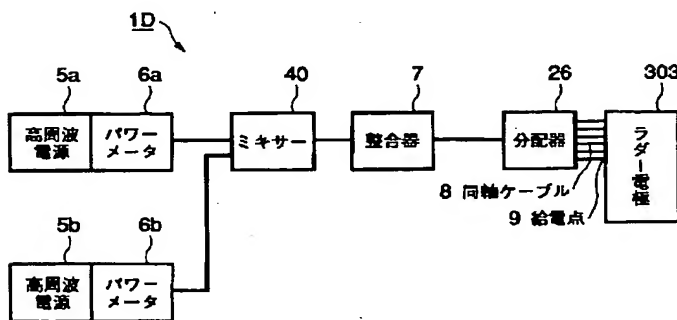 1D
5a
6a
40
7
26
303
高周波
電源
パワー
メータ
ミキサー
整合器
分配器
ラダー電極
8 同軸ケーブル
9 給電点
5b
6b
高周波
電源
パワー
メータ